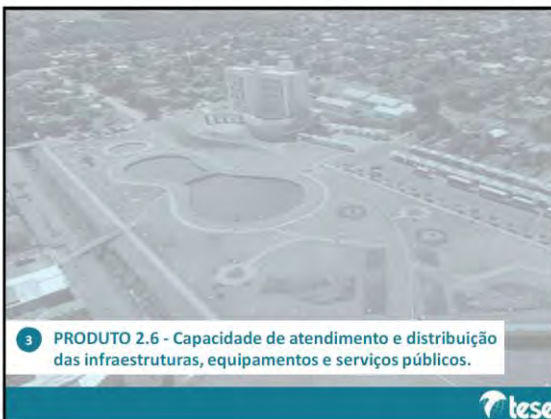 3 PRODUTO 2.6 - Capacidade de atendimento e distribuição
das infraestruturas, equipamentos e serviços públicos.
tese